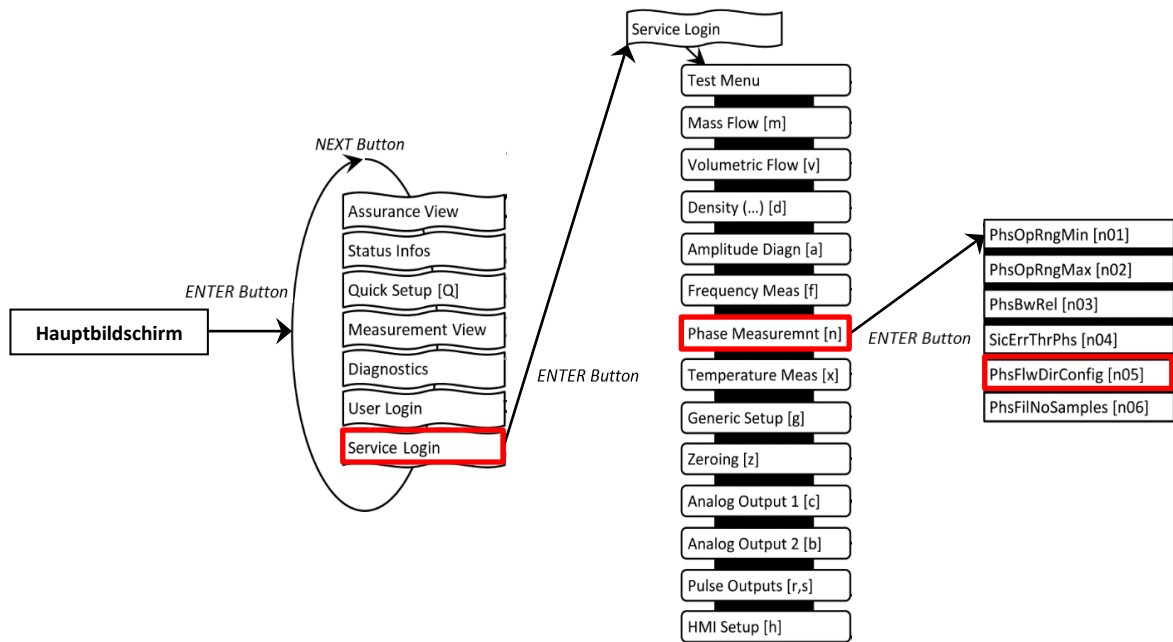 Hauptbildschirm
ENTER Button
NEXT Button
Assurance View
Status Infos
Quick Setup [Q]
Measurement View
Diagnostics
User Login
Service Login
ENTER Button
Service Login
Test Menu
Mass Flow [m]
Volumetric Flow [v]
Density (...) [d]
Amplitude Diagn [a]
Frequency Meas [f]
Phase Measuremnt [n]
Temperature Meas [x]
Generic Setup [g]
Zeroing [z]
Analog Output 1 [c]
Analog Output 2 [b]
Pulse Outputs [r,s]
HMI Setup [h]
ENTER Button
PhsOpRngMin [n01]
PhsOpRngMax [n02]
PhsBwRel [n03]
SicErrThrPhs [n04]
PhsFlwDirConfig [n05]
PhsFilNoSamples [n06]